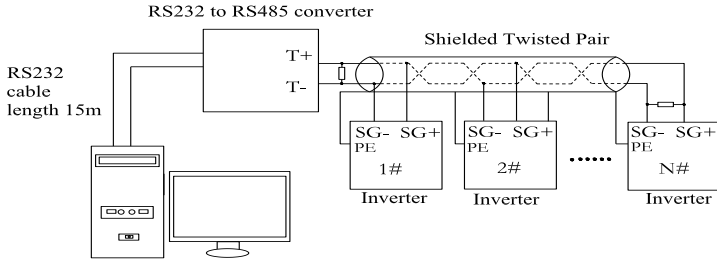 RS232 to RS485 converter
T+
T-
Shielded Twisted Pair
RS232
cable
length 15m
SG- SG+
PE
1#
Inverter
SG- SG+
PE
2#
Inverter
......
SG- SG+
PE
N#
Inverter